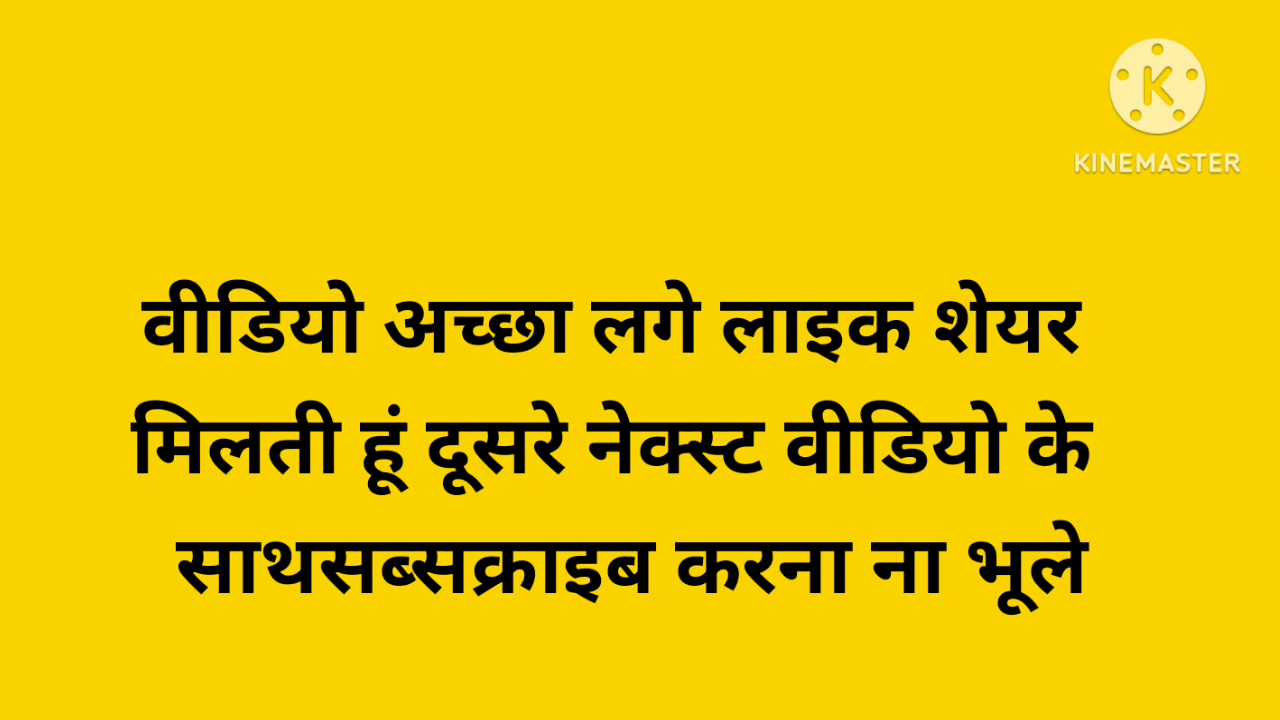 K
KINEMASTER
वीडियो अच्छा लगे लाइक शेयर
मिलती हूं दूसरे नेक्स्ट वीडियो के
साथसब्सक्राइब करना ना भूले